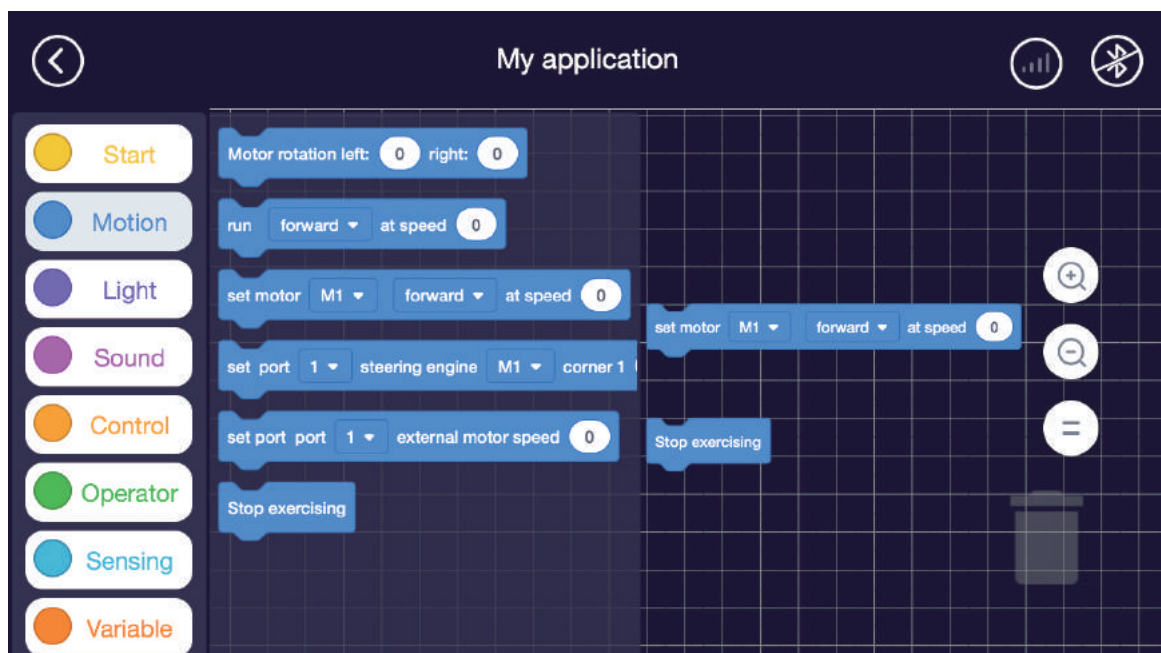 My application
Start
Motion
Light
Sound
Control
Operator
Sensing
Variable
Motor rotation left: 0 right: 0
run forward at speed 0
set motor M1 forward at speed 0
set port 1 steering engine M1 corner 1
set port port 1 external motor speed 0
Stop exercising
set motor M1 forward at speed 0
Stop exercising